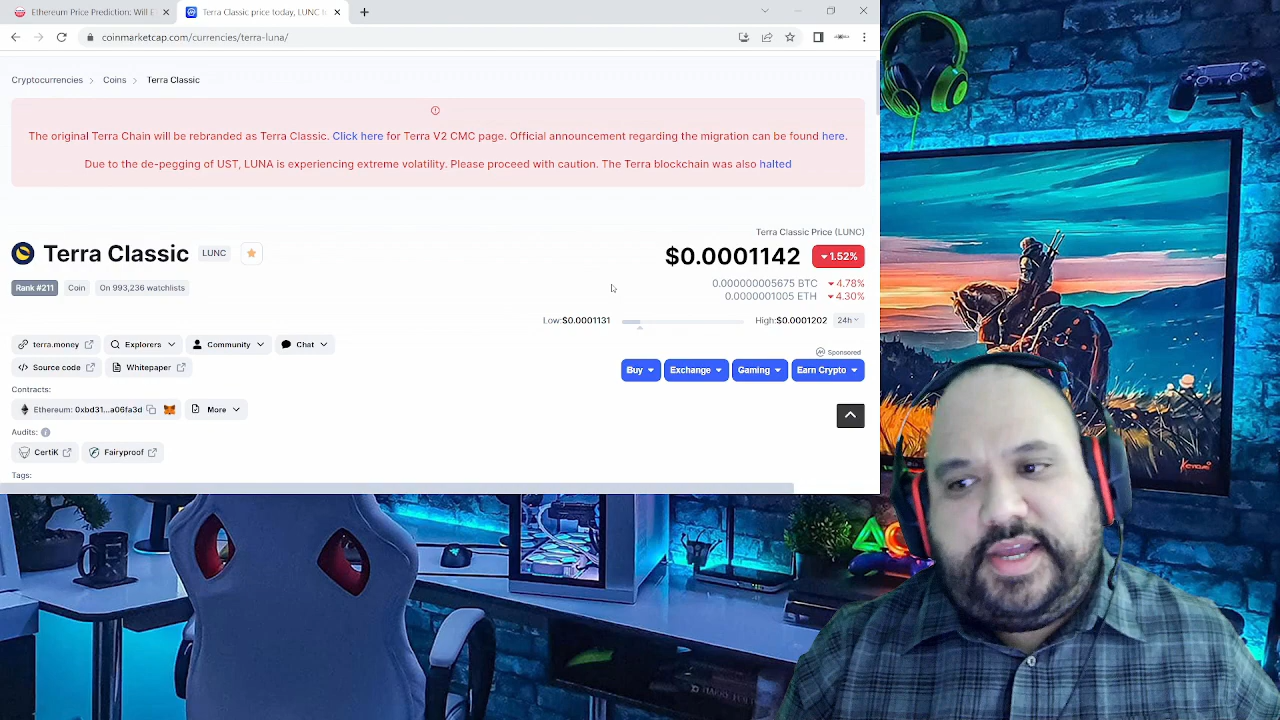 Ethereum Price Prediction: Will E
Terra Classic price today, LUNC t
coinmarketcap.com/currencies/terra-luna/
Cryptocurrencies > Coins > Terra Classic
The original Terra Chain will be rebranded as Terra Classic. Click here for Terra V2 CMC page. Official announcement regarding the migration can be found here.
Due to the de-pegging of UST, LUNA is experiencing extreme volatility. Please proceed with caution. The Terra blockchain was also halted
Terra Classic Price (LUNC)
Terra Classic LUNC
$0.0001142 1.52%
Rank #211 Coin On 993,236 watchlists
0.000000005675 BTC 4.78%
0.0000001005 ETH 4.30%
Low:$0.0001131 High:$0.0001202 24h
terra.money Explorers Community Chat
Sponsored
Source code Whitepaper
Buy Exchange Gaming Earn Crypto
Contracts:
Ethereum: 0xbd31...a06fa3d More
Audits:
CertiK Fairyproof
Tags: